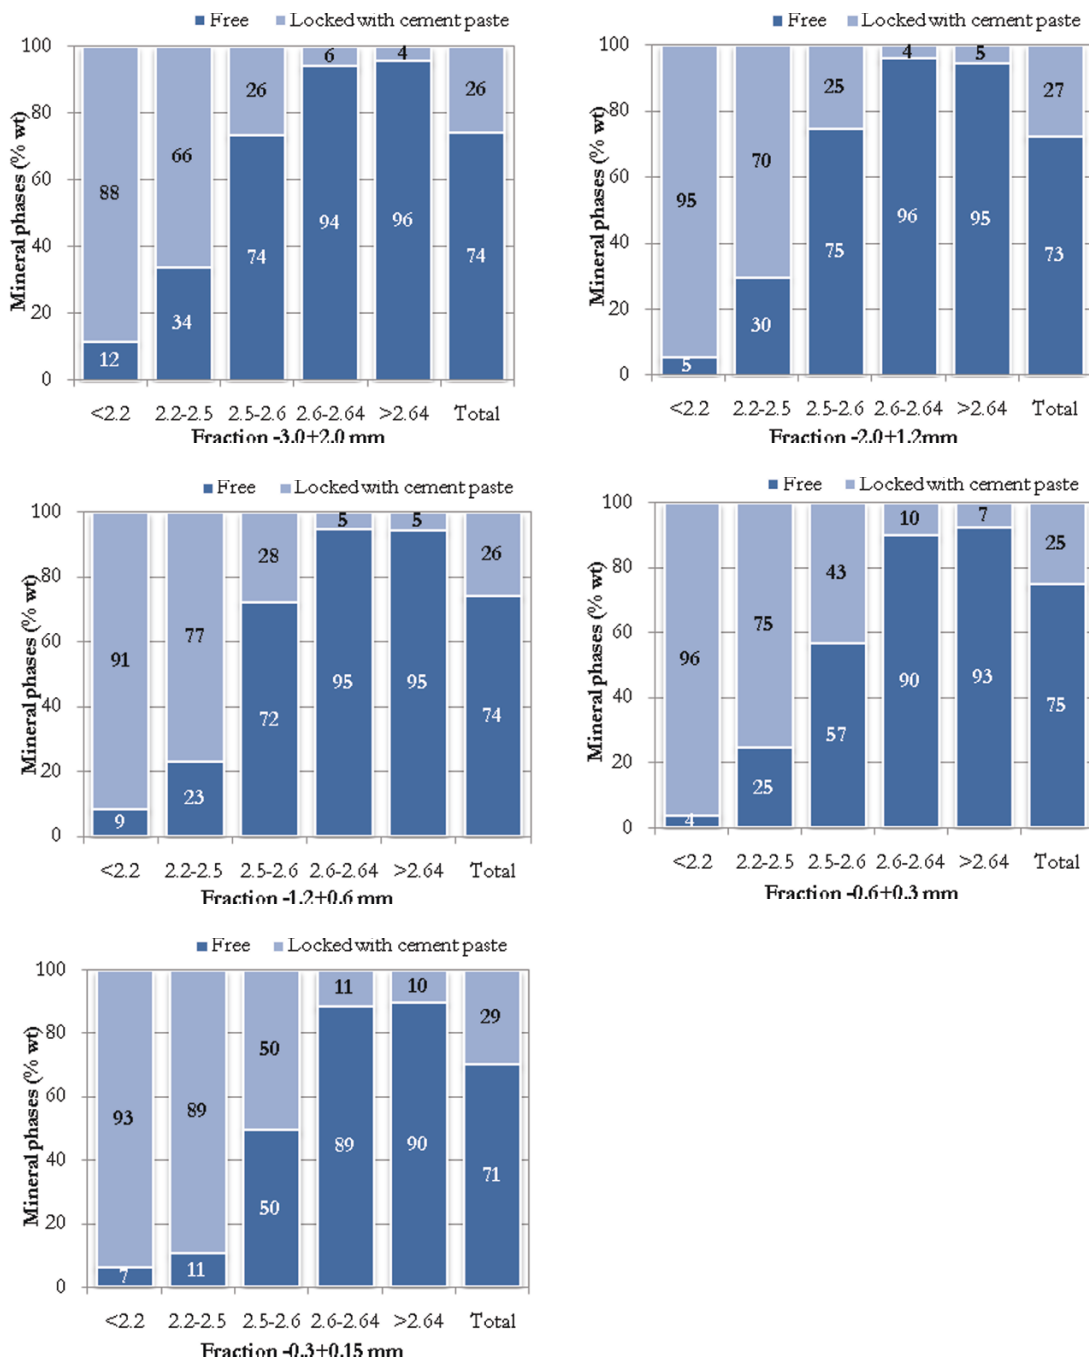 Free Locked with cement paste
Mineral phases (% wt)
100
80
60
40
20
0
88 66 26 6 4 26
12 34 74 94 96 74
<2.2 2.2-2.5 2.5-2.6 2.6-2.64 >2.64 Total
Fraction -3.0+2.0 mm
Free Locked with cement paste
Mineral phases (% wt)
100
80
60
40
20
0
95 70 25 4 5 27
5 30 75 96 95 73
<2.2 2.2-2.5 2.5-2.6 2.6-2.64 >2.64 Total
Fraction -2.0+1.2mm
Free Locked with cement paste
Mineral phases (% wt)
100
80
60
40
20
0
91 77 28 5 5 26
9 23 72 95 95 74
<2.2 2.2-2.5 2.5-2.6 2.6-2.64 >2.64 Total
Fraction -1.2+0.6 mm
Free Locked with cement paste
Mineral phases (% wt)
100
80
60
40
20
0
96 75 43 10 7 25
4 25 57 90 93 75
<2.2 2.2-2.5 2.5-2.6 2.6-2.64 >2.64 Total
Fraction -0.6+0.3 mm
Free Locked with cement paste
Mineral phases (% wt)
100
80
60
40
20
0
93 89 50 11 10 29
7 11 50 89 90 71
<2.2 2.2-2.5 2.5-2.6 2.6-2.64 >2.64 Total
Fraction -0.3+0.15 mm